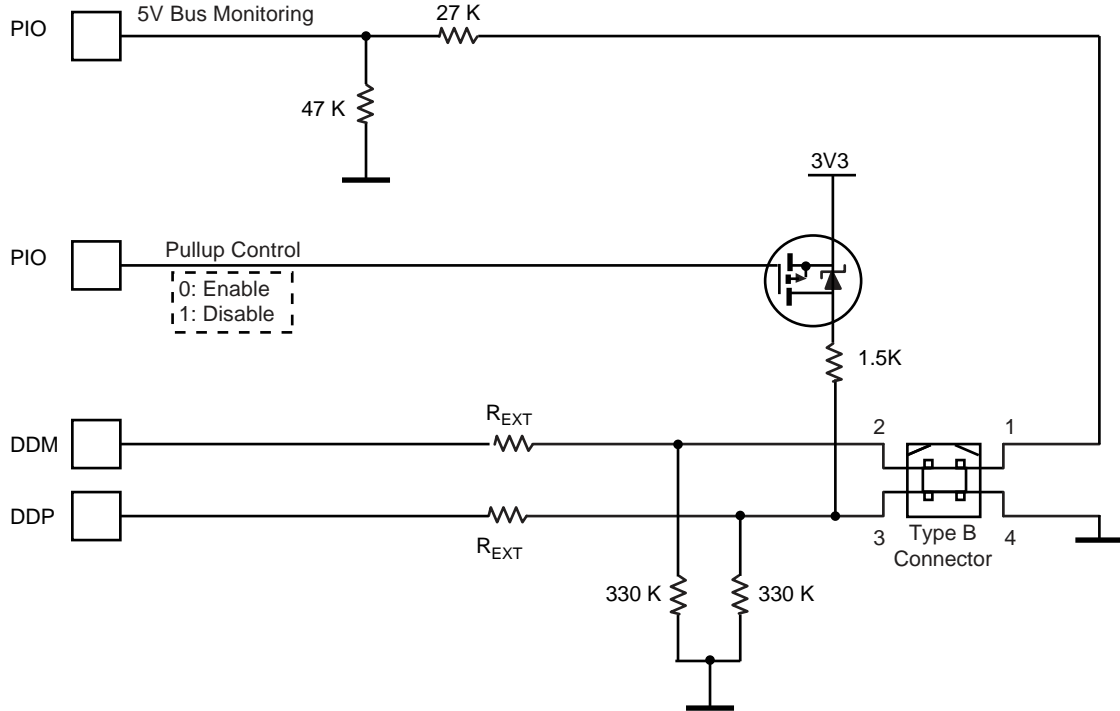 5V Bus Monitoring
PIO
27 K
47 K
3V3
PIO
Pullup Control
0: Enable
1: Disable
1.5K
R_EXT
DDM
2
1
DDP
R_EXT
3
4
Type B
Connector
330 K
330 K